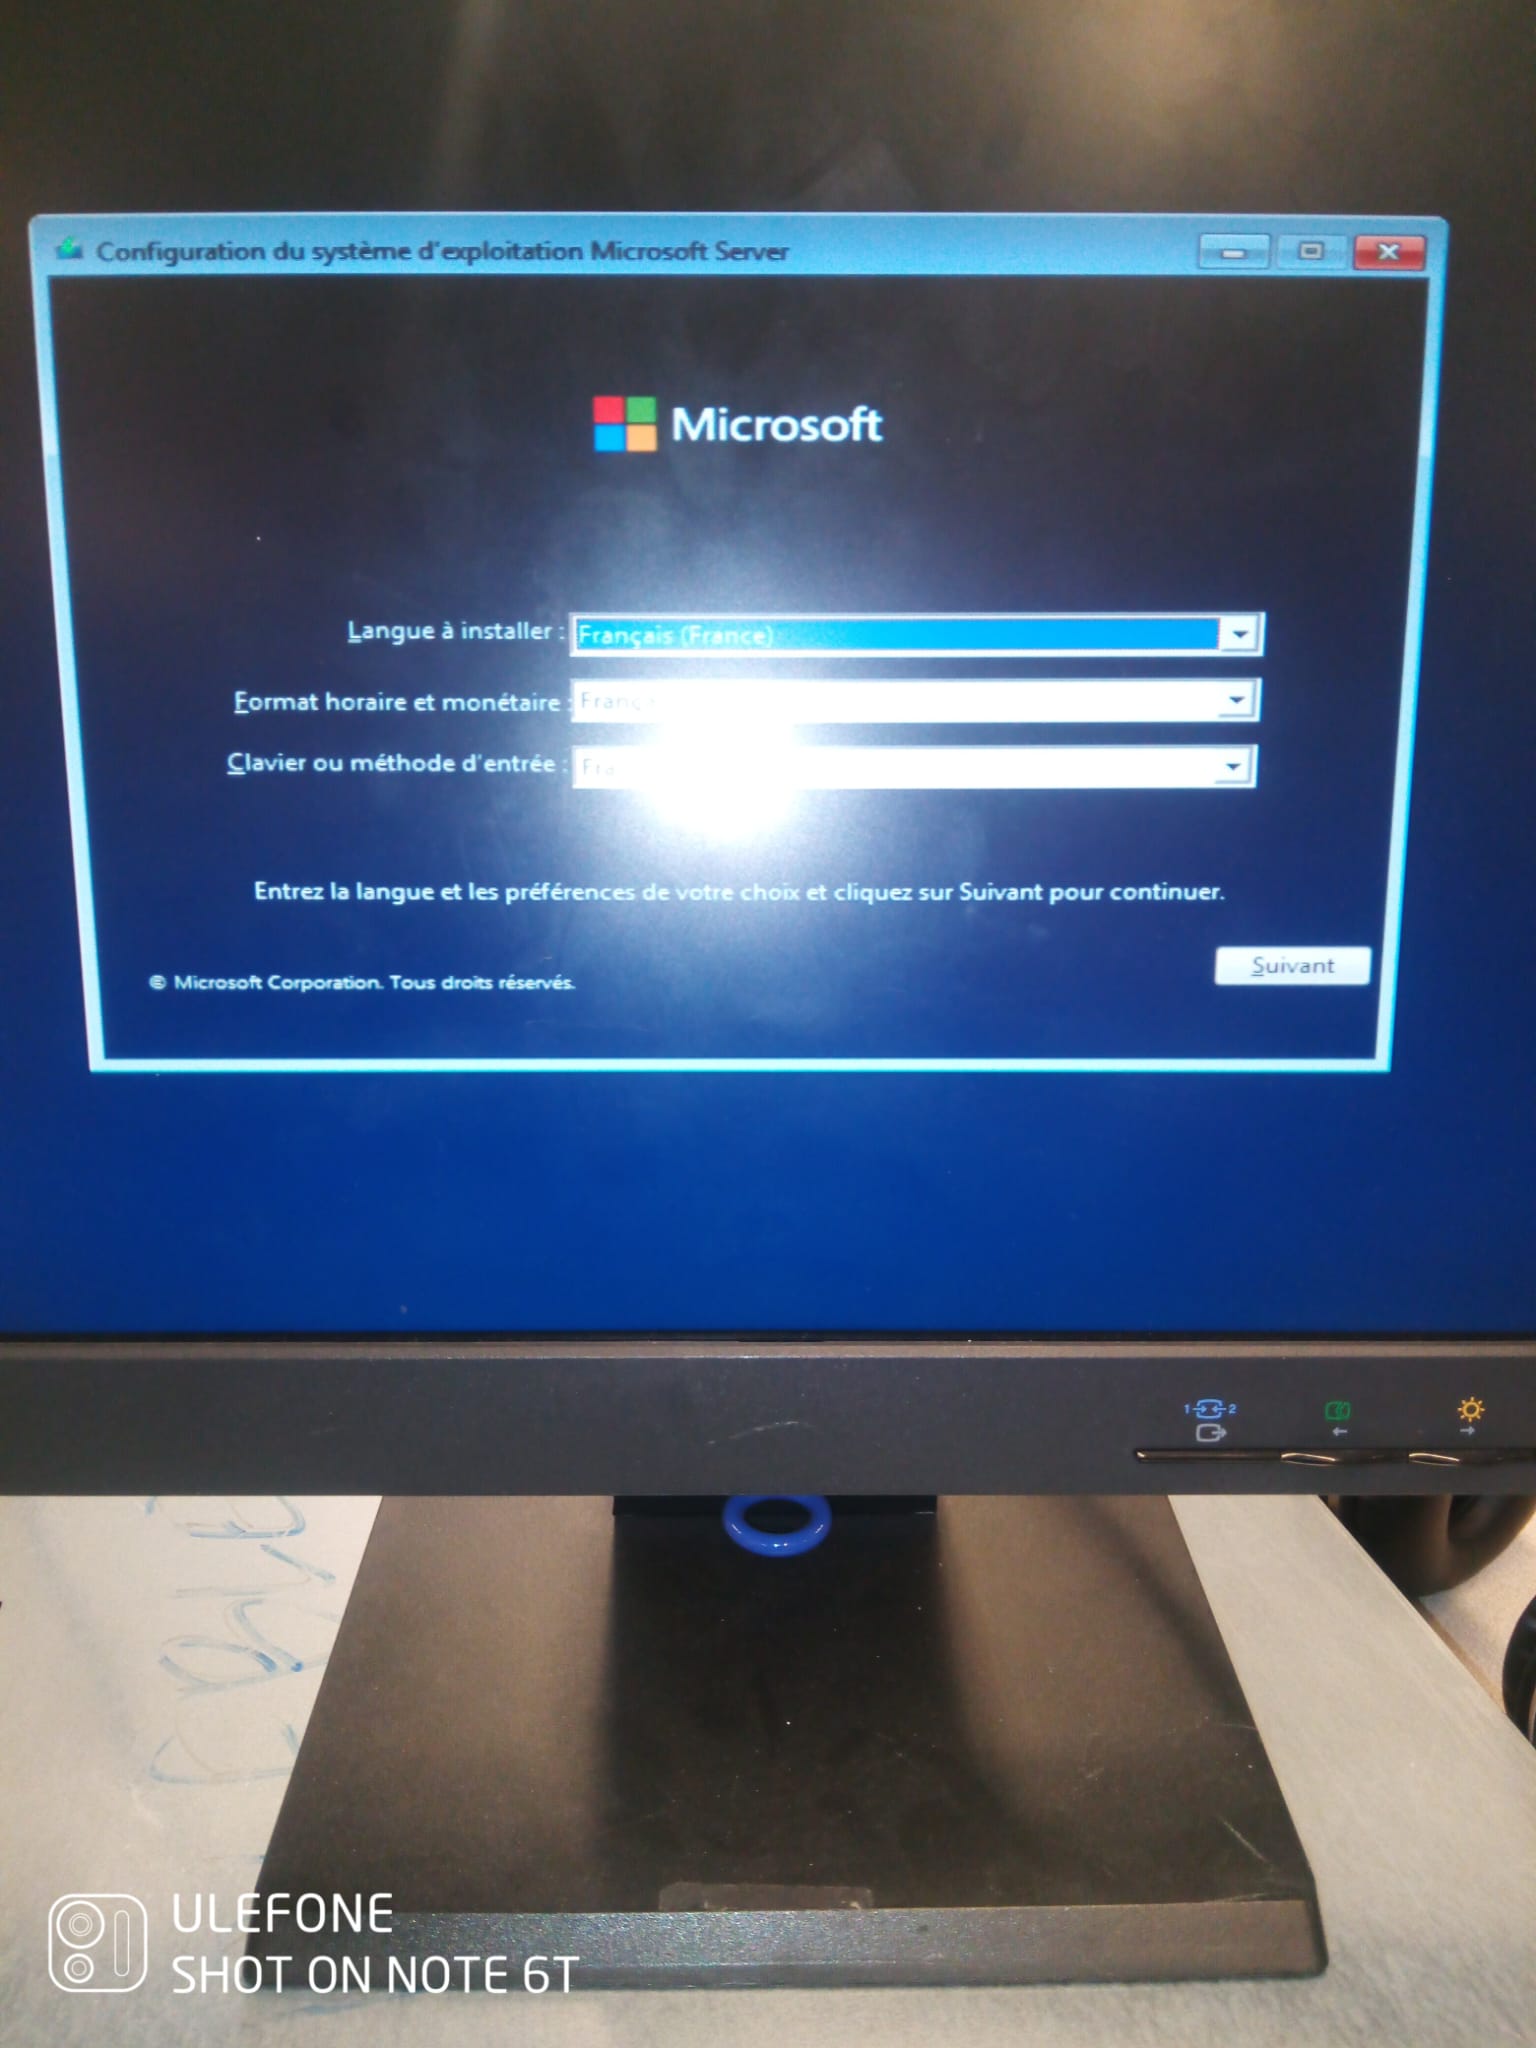 Configuration du système d'exploitation Microsoft Server
Microsoft
Langue à installer : Français (France)
Format horaire et monétaire :
Clavier ou méthode d'entrée :
Entrez la langue et les préférences de votre choix et cliquez sur Suivant pour continuer.
Suivant
© Microsoft Corporation. Tous droits réservés.
1 2
ULEFONE
SHOT ON NOTE 6T